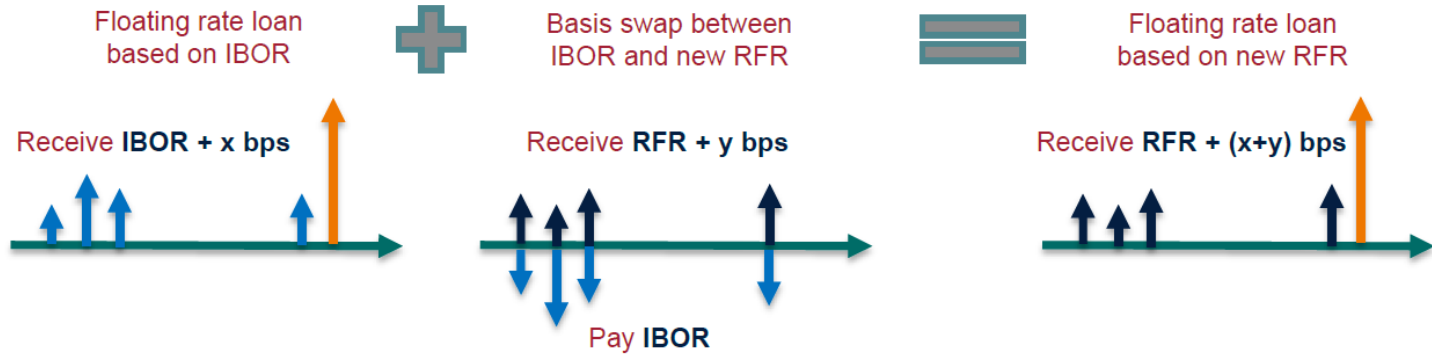 Floating rate loan
based on IBOR
Basis swap between
IBOR and new RFR
Floating rate loan
based on new RFR
Receive IBOR + x bps
Receive RFR + y bps
Receive RFR + (x+y) bps
Pay IBOR